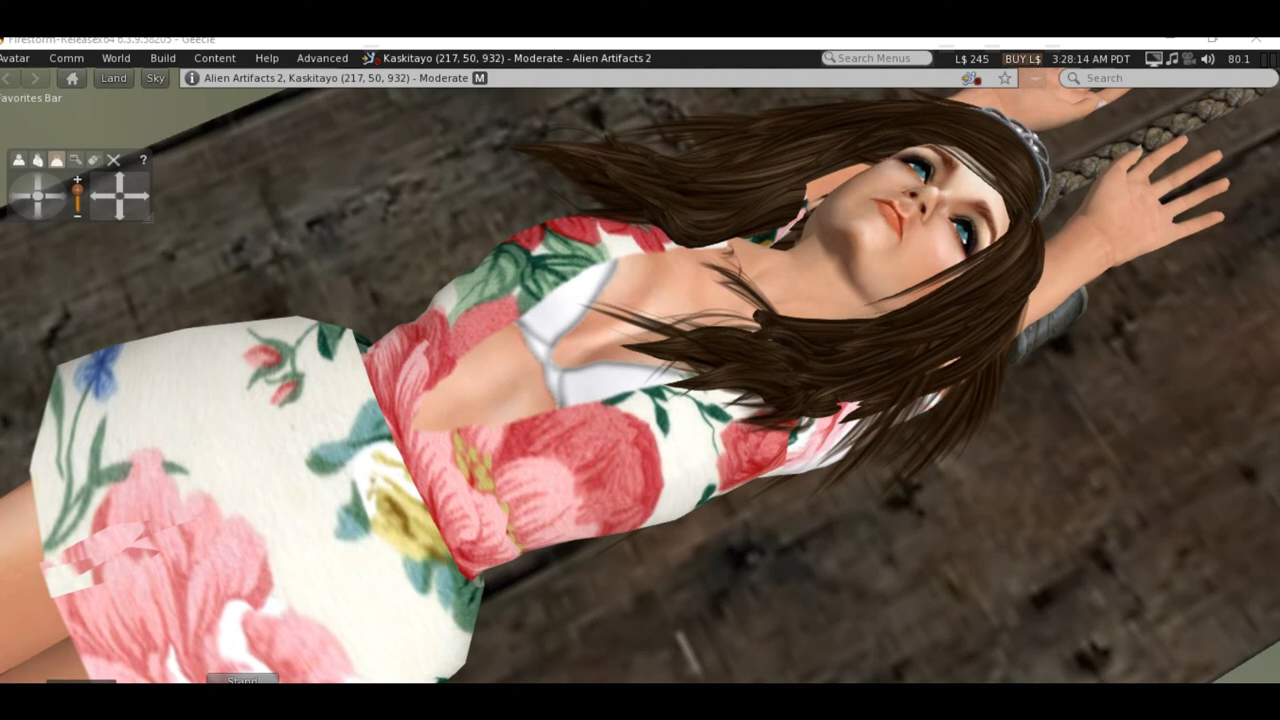 Firestorm-Releasex64 6.3.9.58205 - Geecie
Avatar Comm World Build Content Help Advanced Kaskitayo (217, 50, 932) - Moderate - Alien Artifacts 2 Search Menus L$ 245 BUY L$ 3:28:14 AM PDT 80.1
Land Sky Alien Artifacts 2, Kaskitayo (217, 50, 932) - Moderate M Search
Favorites Bar
?
Stand